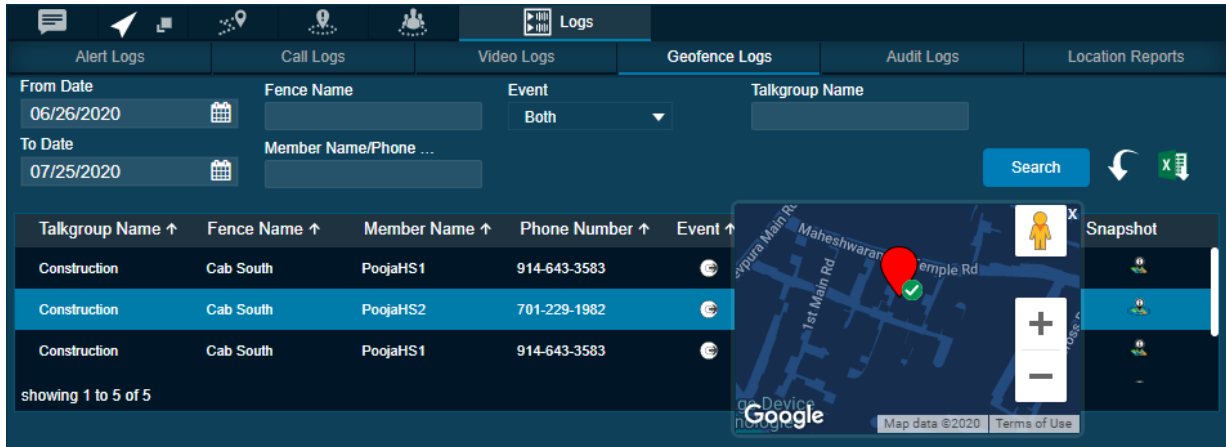 Logs
Alert Logs Call Logs Video Logs Geofence Logs Audit Logs Location Reports
From Date Fence Name Event Talkgroup Name
06/26/2020 Both
To Date Member Name/Phone ...
07/25/2020 Search
Talkgroup Name ↑ Fence Name ↑ Member Name ↑ Phone Number ↑ Event ↑ Snapshot
Construction Cab South PoojaHS1 914-643-3583
Construction Cab South PoojaHS2 701-229-1982
Construction Cab South PoojaHS1 914-643-3583
showing 1 to 5 of 5
X
Main Rd
Temple Rd
1st Main Rd
+
−
Device
Google Map data ©2020 Terms of Use